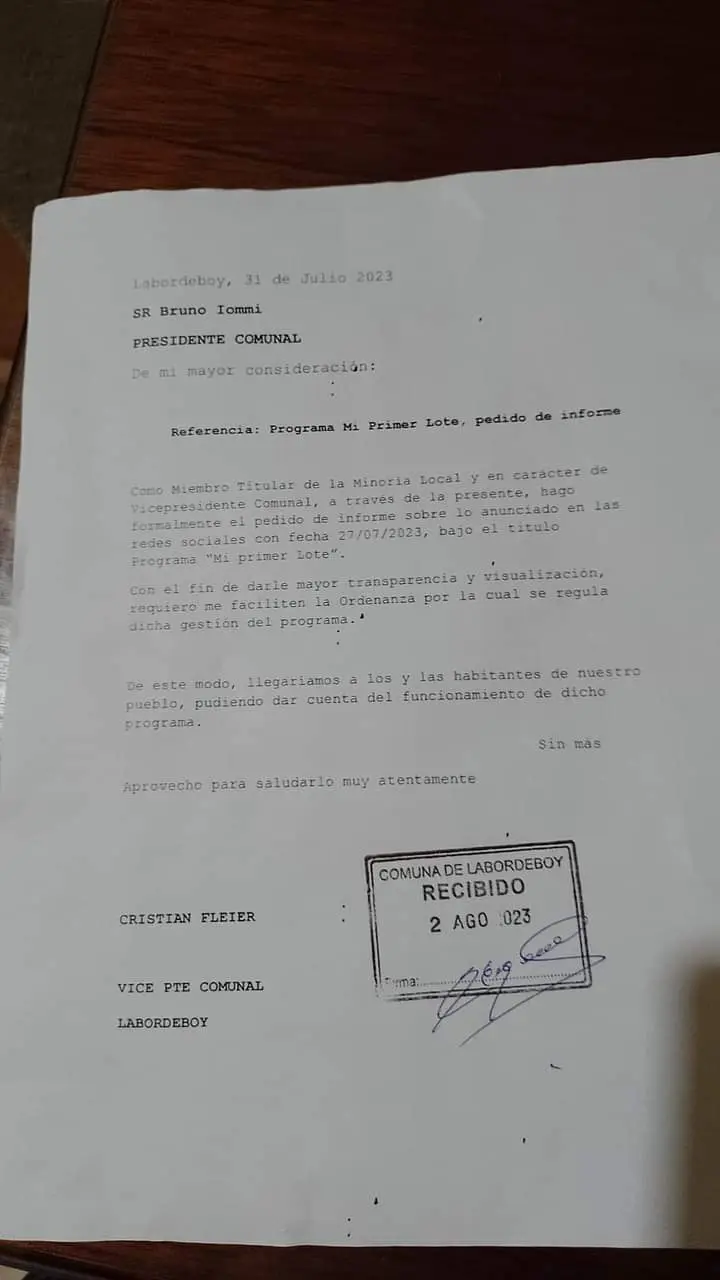 Labordeboy, 31 de Julio 2023
SR Bruno Iommi
PRESIDENTE COMUNAL
De mi mayor consideración:
Referencia: Programa Mi Primer Lote, pedido de informe
Como Miembro Titular de la Minoria Local y en carácter de
Vicepresidente Comunal, a través de la presente, hago
formalmente el pedido de informe sobre lo anunciado en las
redes sociales con fecha 27/07/2023, bajo el titulo
Programa "Mi primer Lote".
Con el fin de darle mayor transparencia y visualización,
requiero me faciliten la Ordenanza por la cual se regula
dicha gestión del programa.
De este modo, llegariamos a los y las habitantes de nuestro
pueblo, pudiendo dar cuenta del funcionamiento de dicho
programa.
Sin más
Aprovecho para saludarlo muy atentamente
COMUNA DE LABORDEBOY
RECIBIDO
2 AGO 023
Firma:
CRISTIAN FLEIER
VICE PTE COMUNAL
LABORDEBOY